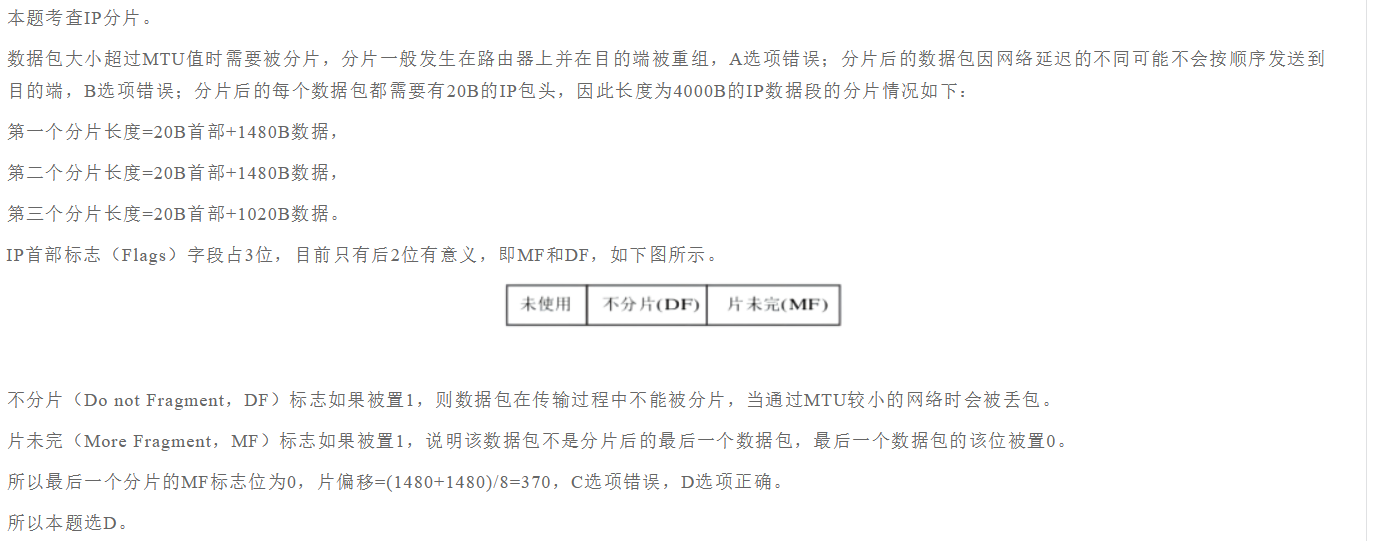 本题考查IP分片。
数据包大小超过MTU值时需要被分片，分片一般发生在路由器上并在目的端被重组，A选项错误；分片后的数据包因网络延迟的不同可能不会按顺序发送到
目的端，B选项错误；分片后的每个数据包都需要有20B的IP包头，因此长度为4000B的IP数据段的分片情况如下：
第一个分片长度=20B首部+1480B数据，
第二个分片长度=20B首部+1480B数据，
第三个分片长度=20B首部+1020B数据。
IP首部标志（Flags）字段占3位，目前只有后2位有意义，即MF和DF，如下图所示。
未使用 不分片(DF) 片未完(MF)
不分片（Do not Fragment，DF）标志如果被置1，则数据包在传输过程中不能被分片，当通过MTU较小的网络时会被丢包。
片未完（More Fragment，MF）标志如果被置1，说明该数据包不是分片后的最后一个数据包，最后一个数据包的该位被置0。
所以最后一个分片的MF标志位为0，片偏移=(1480+1480)/8=370，C选项错误，D选项正确。
所以本题选D。